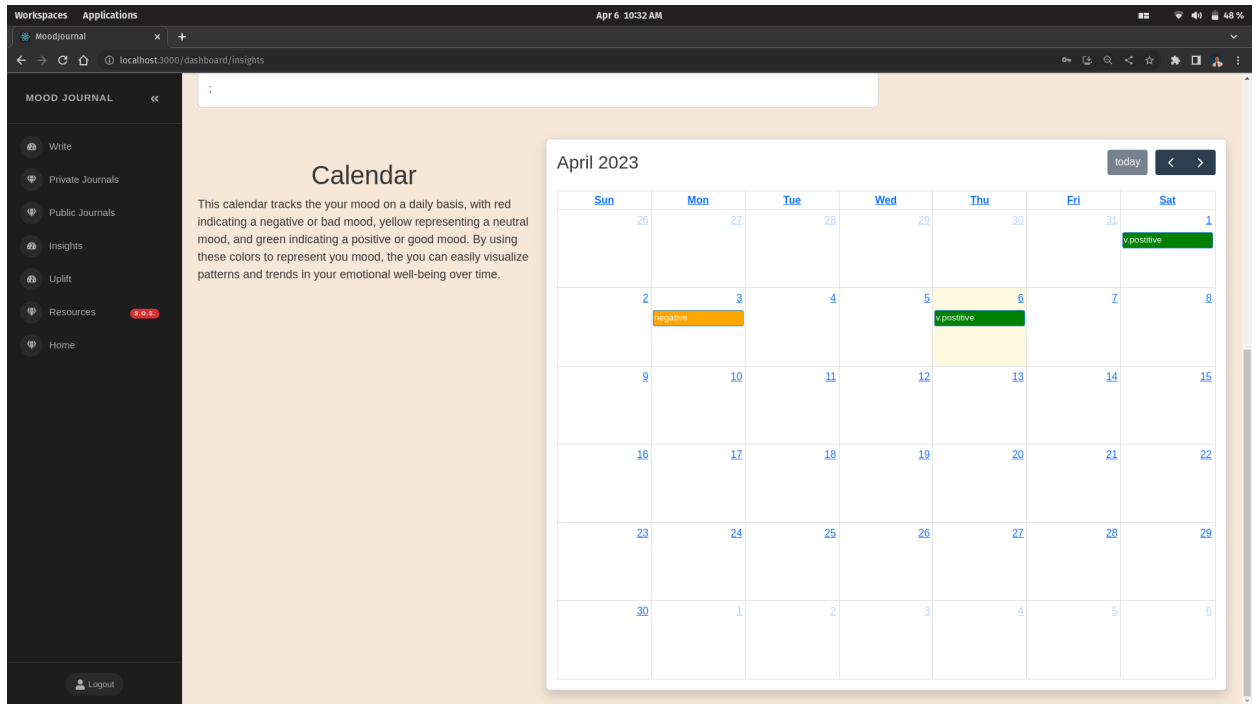 Workspaces Applications Apr 6 10:32 AM 48 %
MoodJournal × +
localhost:3000/dashboard/insights
MOOD JOURNAL «
Write
Private Journals
Public Journals
Insights
Uplift
Resources S.O.S.
Home
Logout
;
Calendar
This calendar tracks the your mood on a daily basis, with red
indicating a negative or bad mood, yellow representing a neutral
mood, and green indicating a positive or good mood. By using
these colors to represent you mood, the you can easily visualize
patterns and trends in your emotional well-being over time.
April 2023 today < >
Sun Mon Tue Wed Thu Fri Sat
26 27 28 29 30 31 1
v.postitive
2 3 4 5 6 7 8
negative v.postitive
9 10 11 12 13 14 15
16 17 18 19 20 21 22
23 24 25 26 27 28 29
30 1 2 3 4 5 6